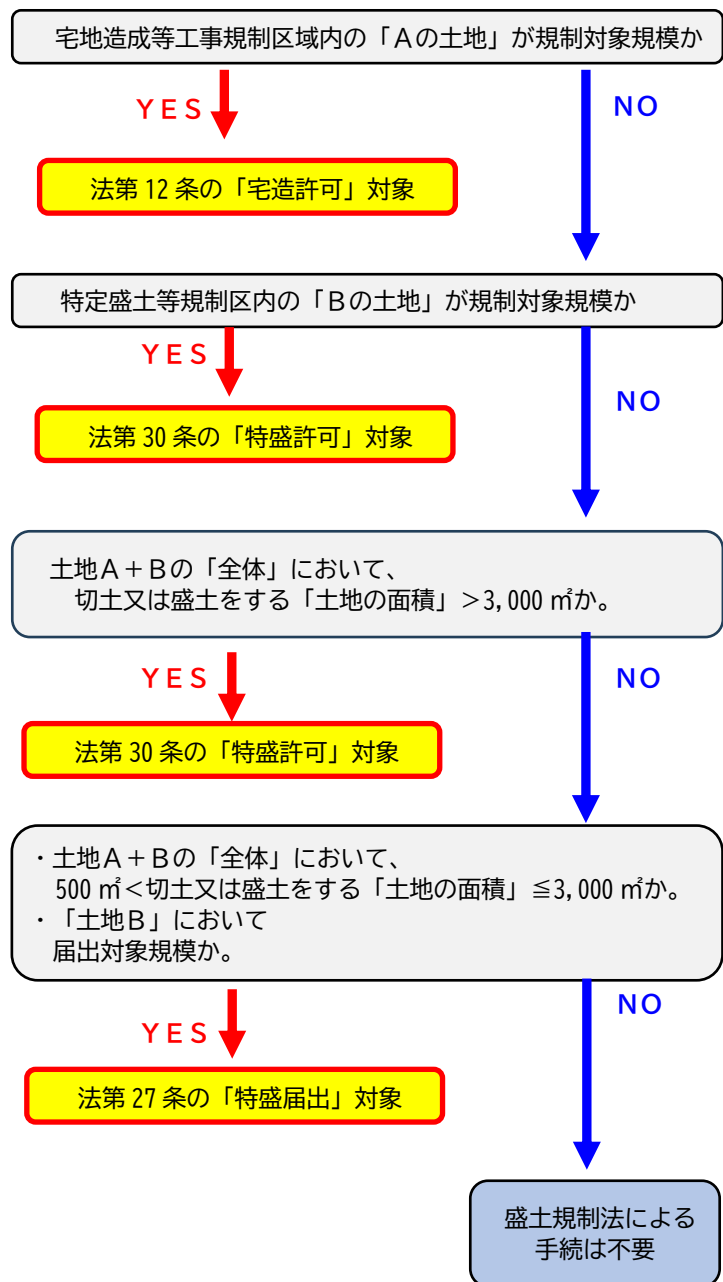 宅地造成等工事規制区域内の「Ａの土地」が規制対象規模か
ＹＥＳ
ＮＯ
法第 12 条の「宅造許可」対象
特定盛土等規制区内の「Ｂの土地」が規制対象規模か
ＹＥＳ
ＮＯ
法第 30 条の「特盛許可」対象
土地Ａ＋Ｂの「全体」において、
切土又は盛土をする「土地の面積」＞3,000 ㎡か。
ＹＥＳ
ＮＯ
法第 30 条の「特盛許可」対象
・土地Ａ＋Ｂの「全体」において、
500 ㎡＜切土又は盛土をする「土地の面積」≦3,000 ㎡か。
・「土地Ｂ」において
届出対象規模か。
ＹＥＳ
ＮＯ
法第 27 条の「特盛届出」対象
盛土規制法による
手続は不要